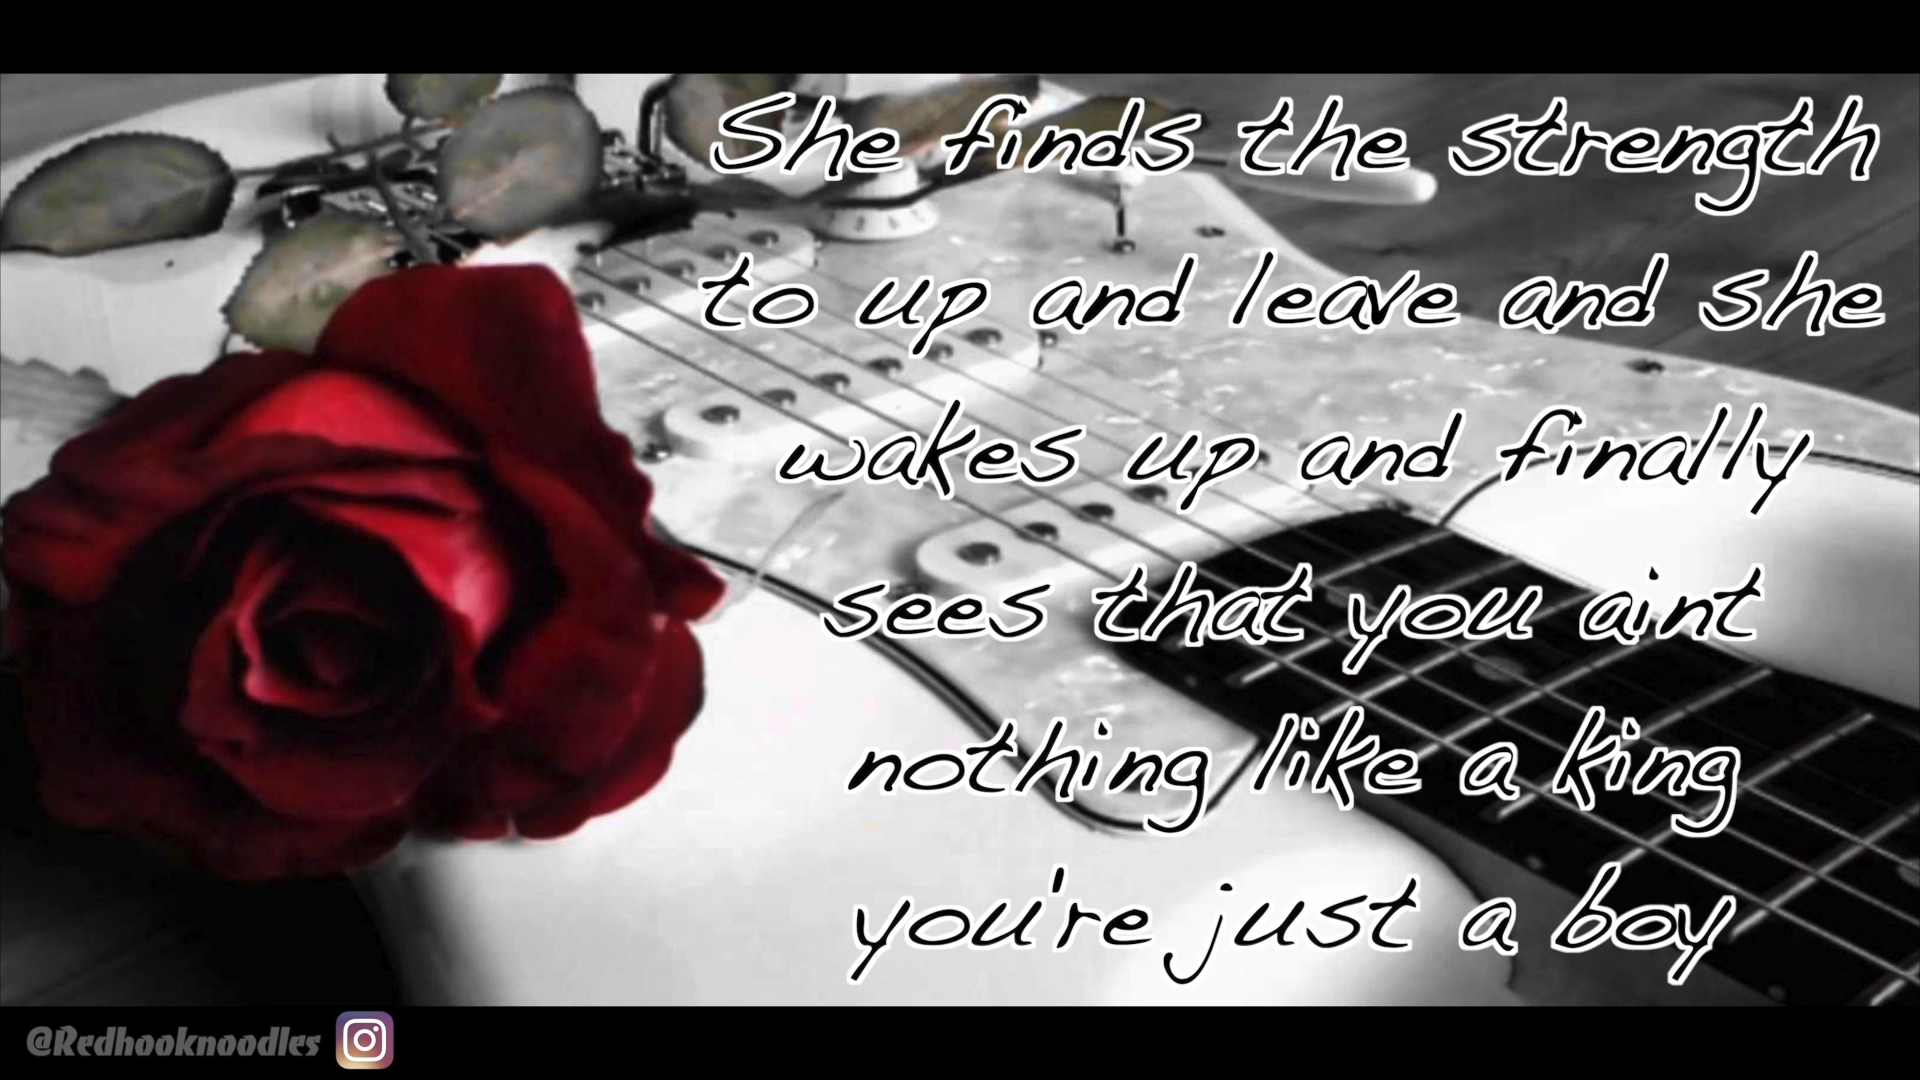 She finds the strength
to up and leave and she
wakes up and finally
sees that you aint
nothing like a king
you're just a boy
@Redhooknoodles